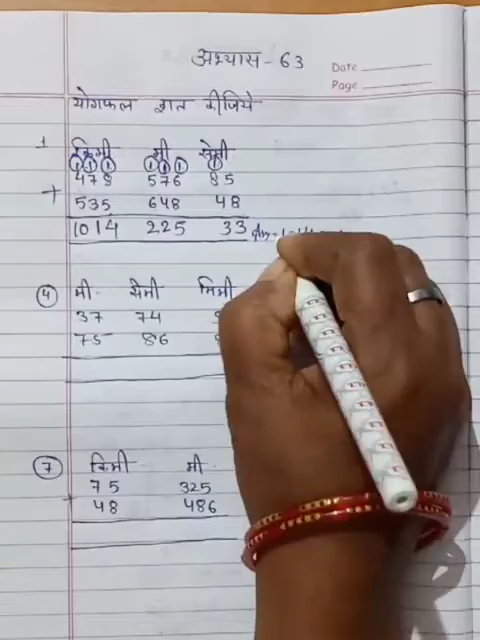 अभ्यास - 63
Date
Page
योगफल ज्ञात कीजिये
1
किमी मी सेमी
1 1 1 1 1 1 1
478 576 85
+ 535 648 48
1014 225 33
4 मी सेमी मिमी
37 74
75 86
7 किमी मी
75 325
48 486